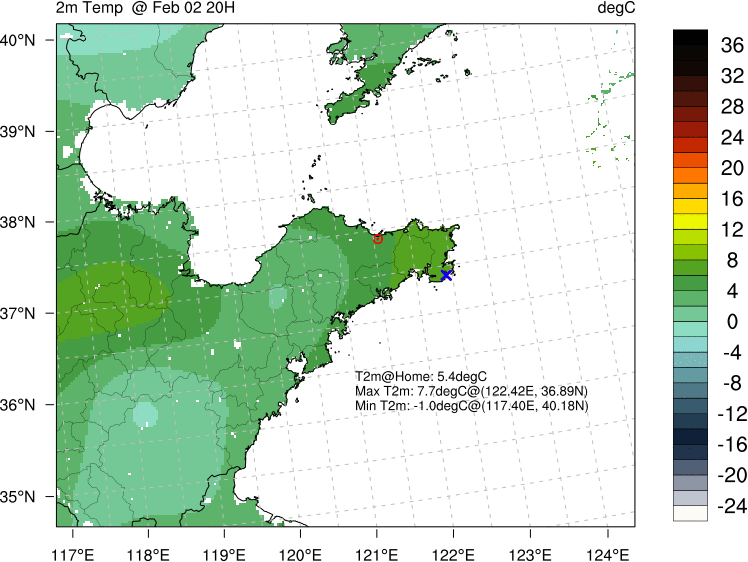 2m Temp @ Feb 02 20H degC
40°N
39°N
38°N
37°N
36°N
35°N
T2m@Home: 5.4degC
Max T2m: 7.7degC@(122.42E, 36.89N)
Min T2m: -1.0degC@(117.40E, 40.18N)
117°E 118°E 119°E 120°E 121°E 122°E 123°E 124°E
36
32
28
24
20
16
12
8
4
0
-4
-8
-12
-16
-20
-24